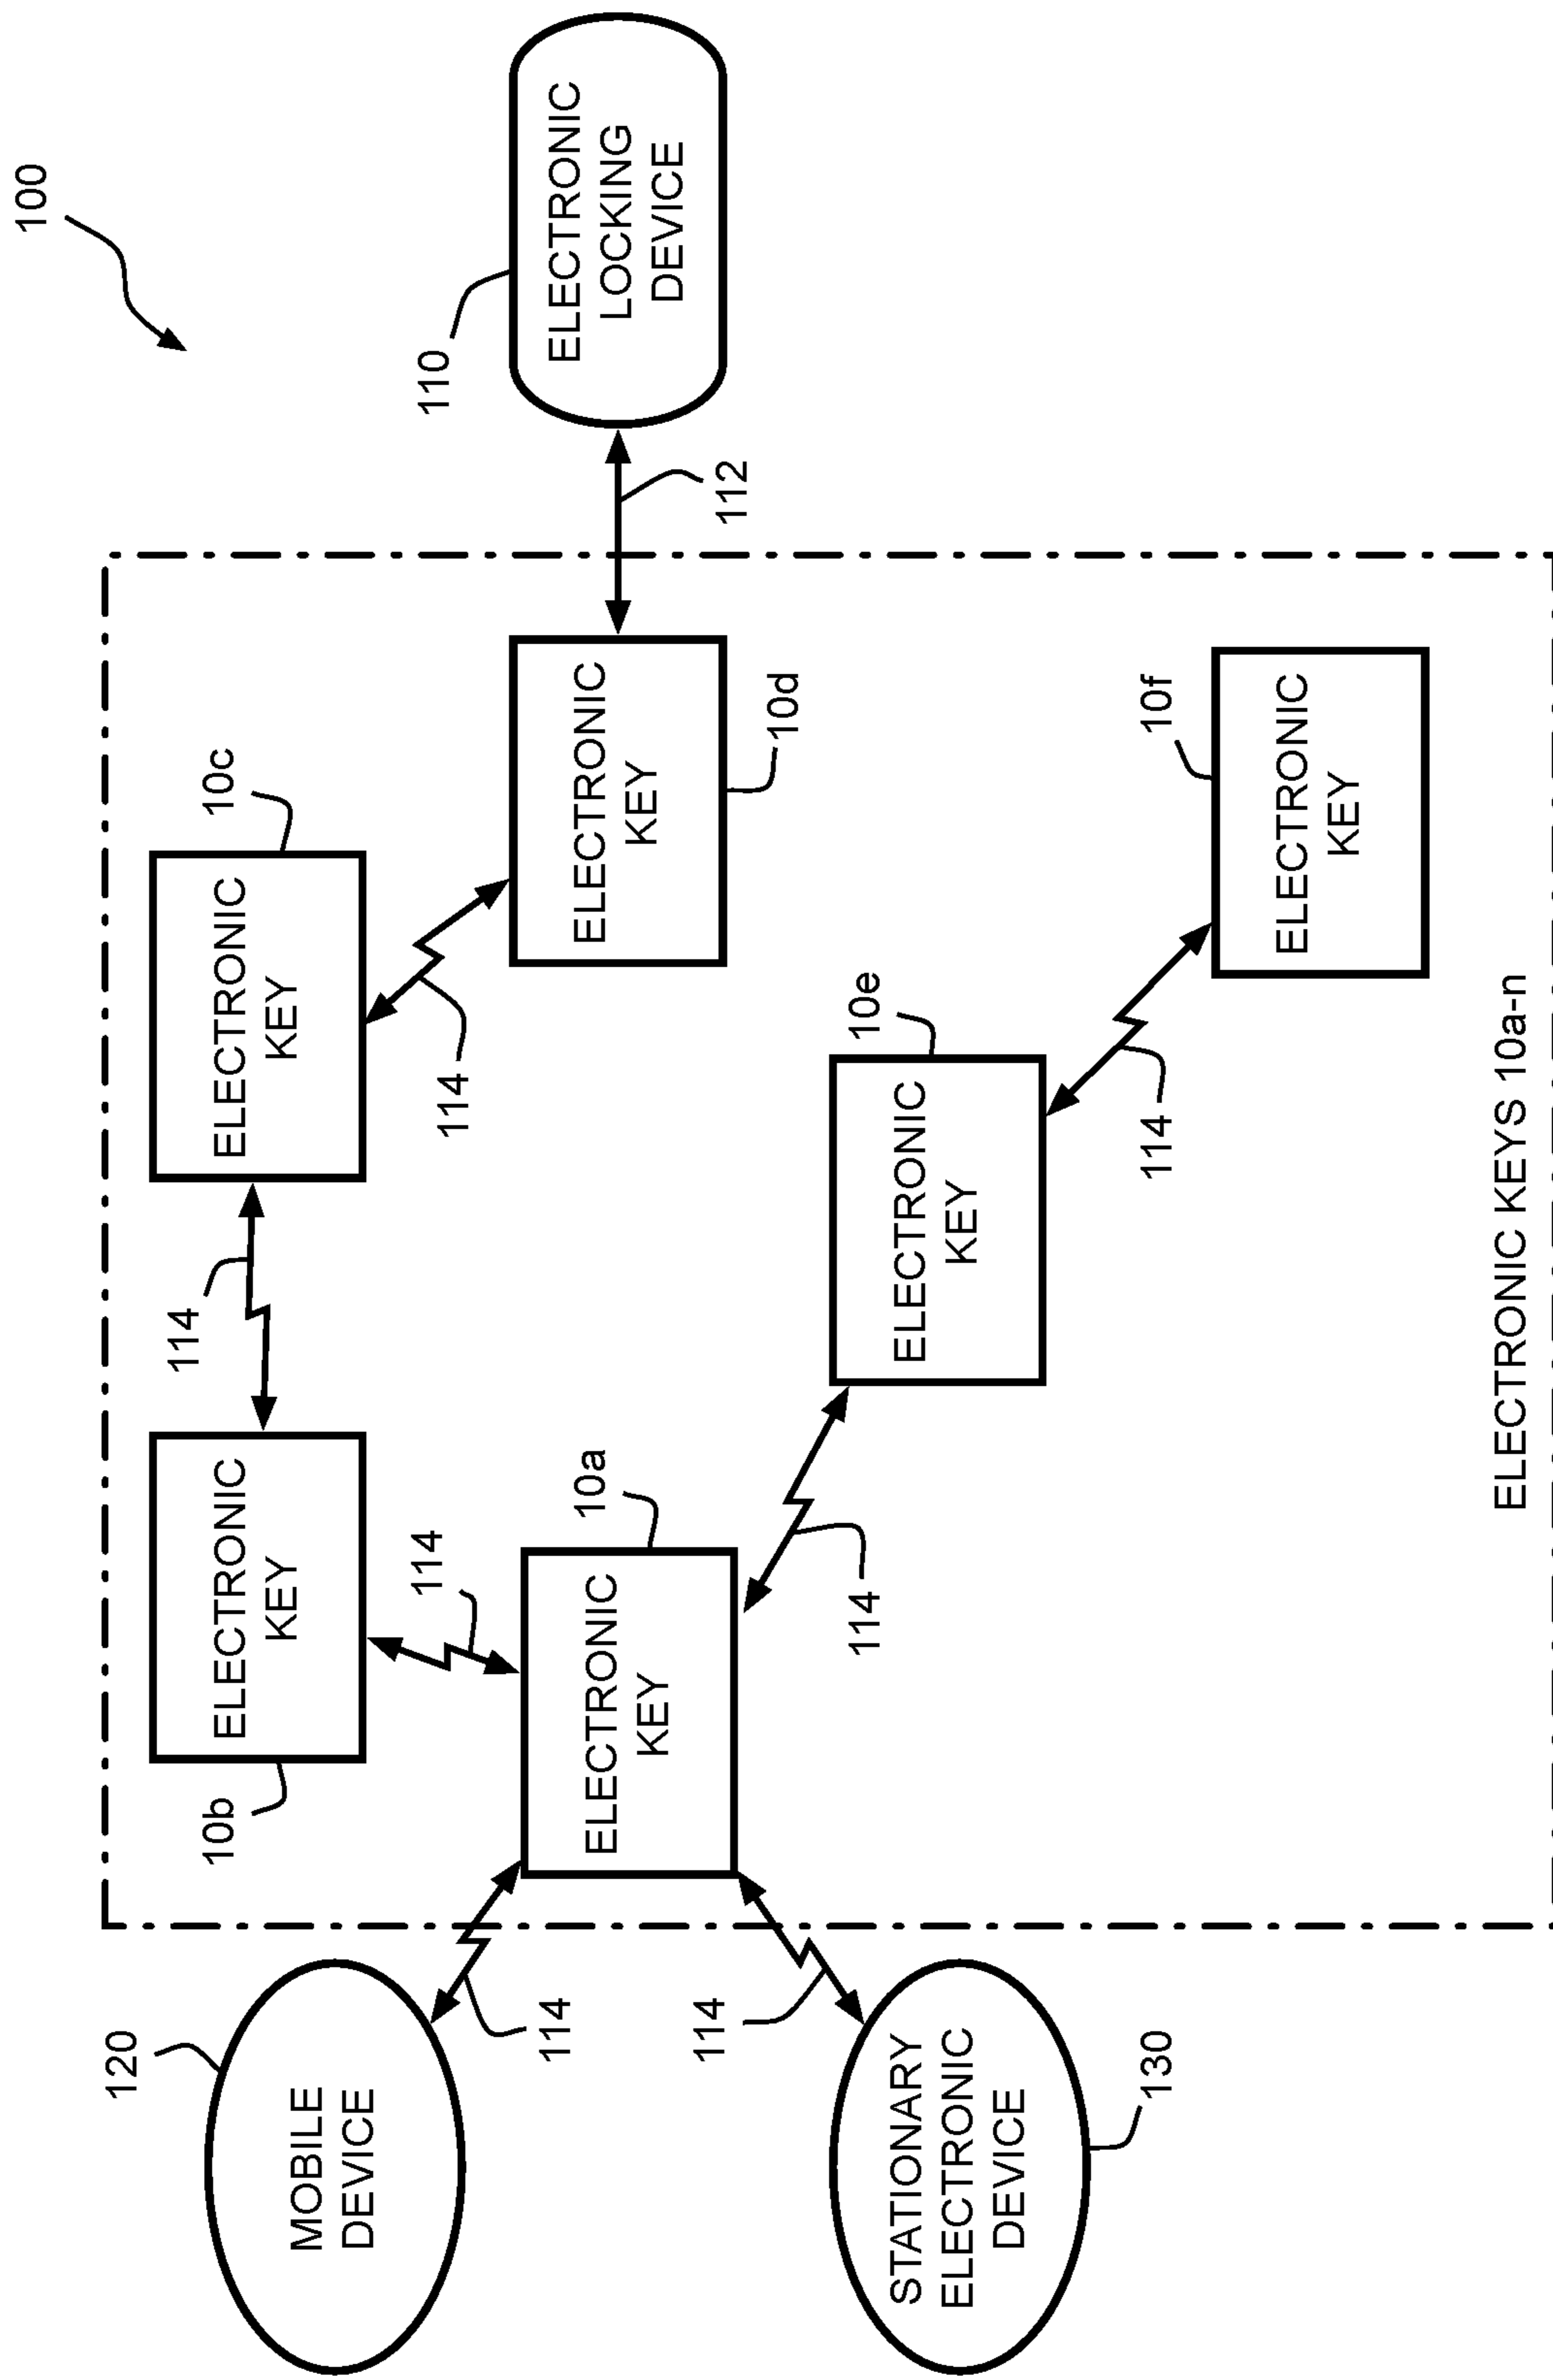 100
110
ELECTRONIC
LOCKING
DEVICE
112
10c
ELECTRONIC
KEY
114
ELECTRONIC
KEY
10d
114
10b
ELECTRONIC
KEY
114
10a
ELECTRONIC
KEY
114
10e
ELECTRONIC
KEY
114
10f
ELECTRONIC
KEY
120
MOBILE
DEVICE
114
114
STATIONARY
ELECTRONIC
DEVICE
130
ELECTRONIC KEYS 10a-n